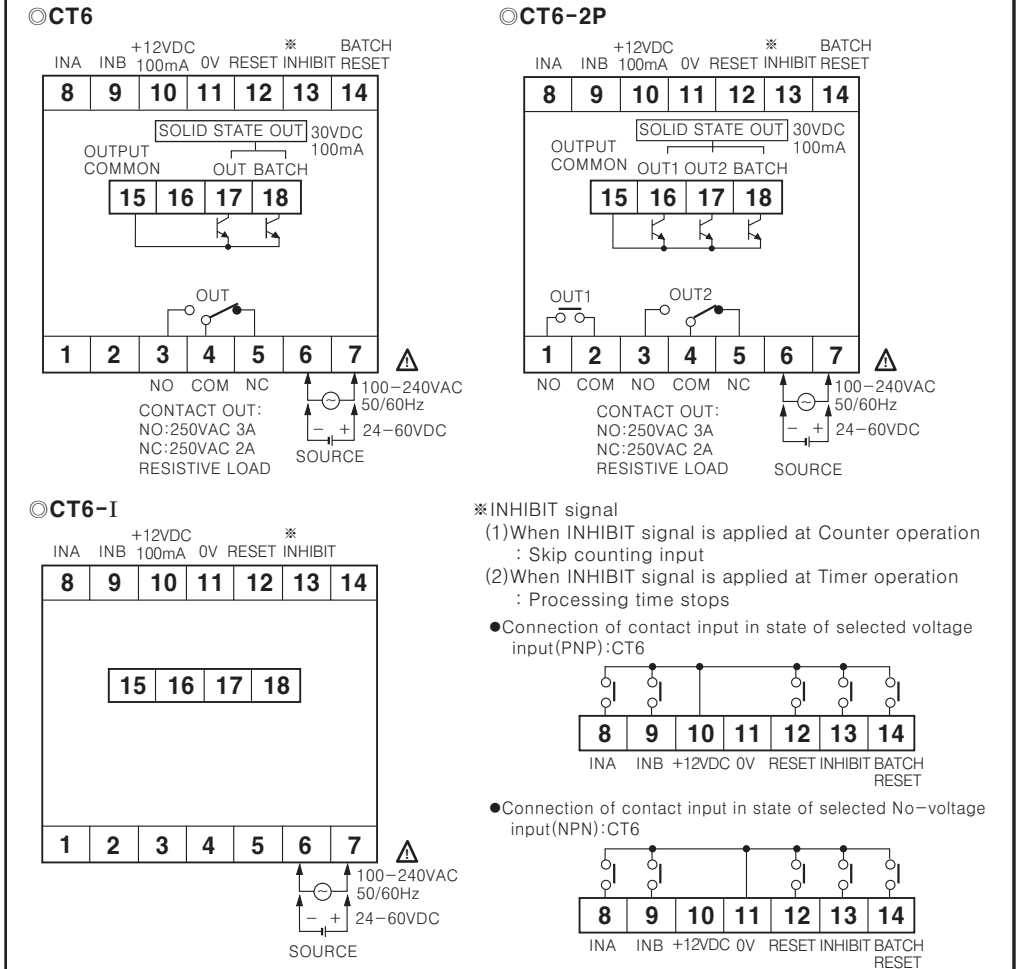 ◎CT6
+12VDC ※ BATCH
INA INB 100mA 0V RESET INHIBIT RESET
8 9 10 11 12 13 14
SOLID STATE OUT 30VDC
100mA
OUTPUT
COMMON OUT BATCH
15 16 17 18
OUT
1 2 3 4 5 6 7
NO COM NC
100-240VAC
50/60Hz
CONTACT OUT:
NO:250VAC 3A
NC:250VAC 2A
RESISTIVE LOAD
- + 24-60VDC
SOURCE
◎CT6-2P
+12VDC ※ BATCH
INA INB 100mA 0V RESET INHIBIT RESET
8 9 10 11 12 13 14
SOLID STATE OUT 30VDC
100mA
OUTPUT
COMMON OUT1 OUT2 BATCH
15 16 17 18
OUT1 OUT2
1 2 3 4 5 6 7
NO COM NO COM NC
100-240VAC
50/60Hz
CONTACT OUT:
NO:250VAC 3A
NC:250VAC 2A
RESISTIVE LOAD
- + 24-60VDC
SOURCE
◎CT6-I
+12VDC ※
INA INB 100mA 0V RESET INHIBIT
8 9 10 11 12 13 14
15 16 17 18
1 2 3 4 5 6 7
100-240VAC
50/60Hz
- + 24-60VDC
SOURCE
※INHIBIT signal
(1)When INHIBIT signal is applied at Counter operation
: Skip counting input
(2)When INHIBIT signal is applied at Timer operation
: Processing time stops
●Connection of contact input in state of selected voltage
input(PNP):CT6
8 9 10 11 12 13 14
INA INB +12VDC 0V RESET INHIBIT BATCH
RESET
●Connection of contact input in state of selected No-voltage
input(NPN):CT6
8 9 10 11 12 13 14
INA INB +12VDC 0V RESET INHIBIT BATCH
RESET